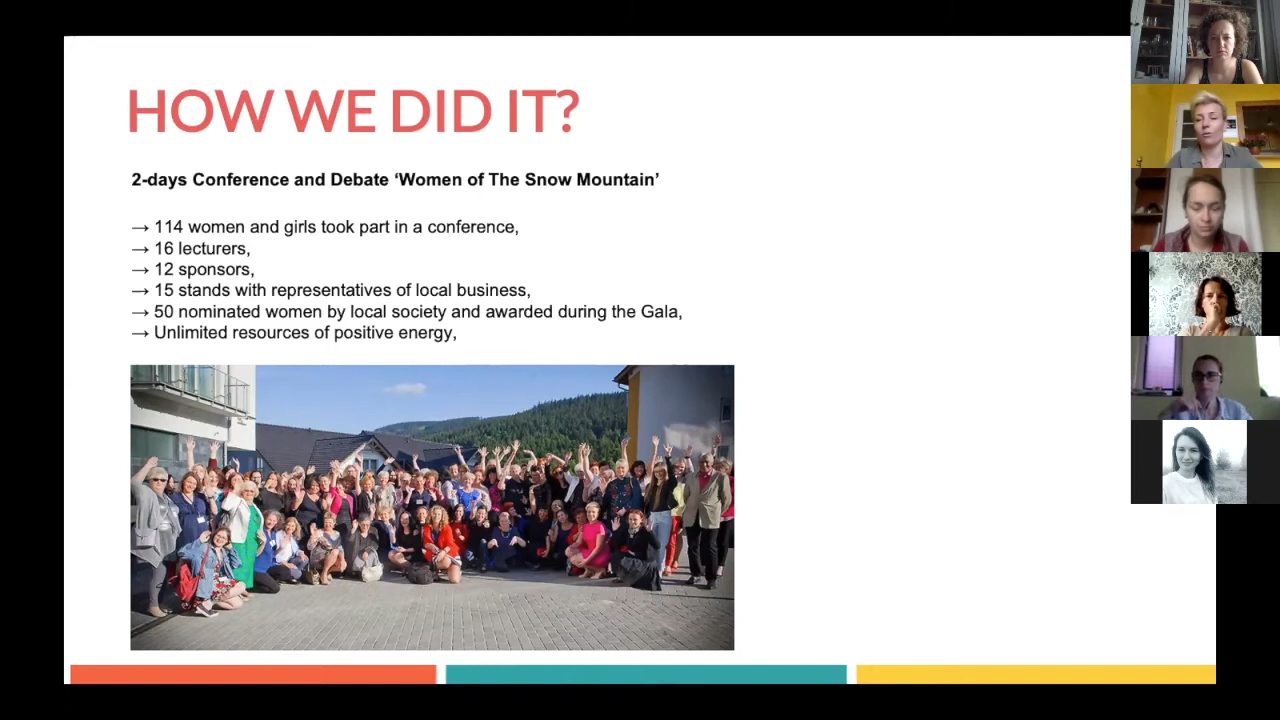 HOW WE DID IT?
2-days Conference and Debate ‘Women of The Snow Mountain’
→ 114 women and girls took part in a conference,
→ 16 lecturers,
→ 12 sponsors,
→ 15 stands with representatives of local business,
→ 50 nominated women by local society and awarded during the Gala,
→ Unlimited resources of positive energy,